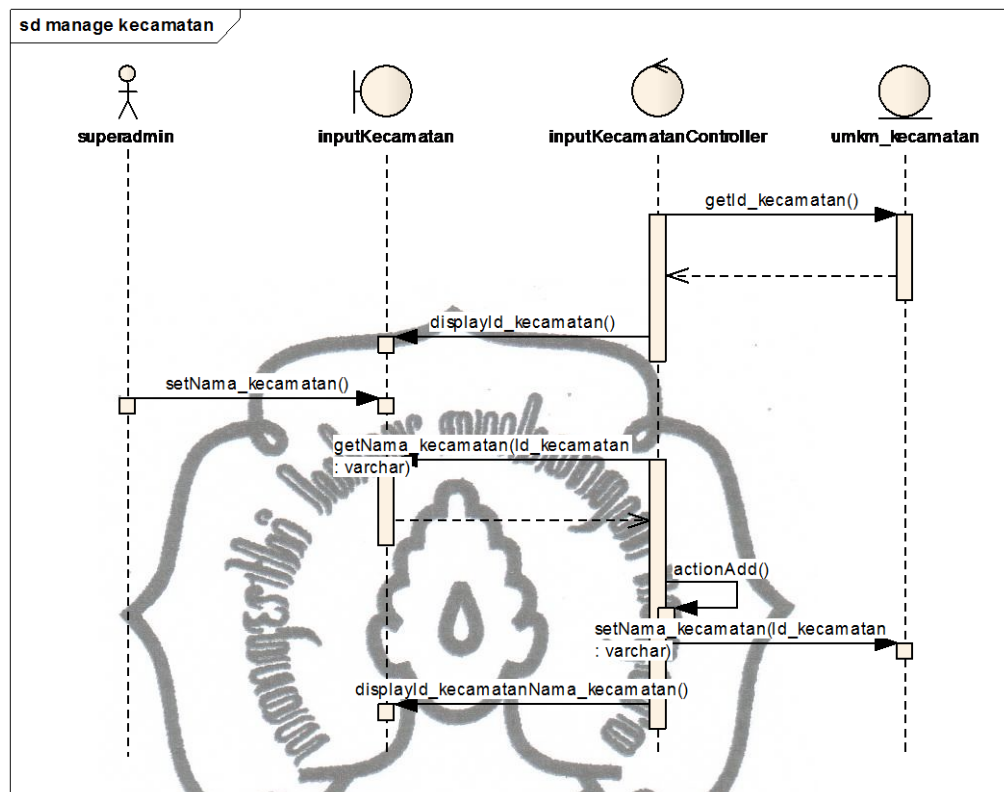 sd manage kecamatan
superadmin
inputKecamatan
inputKecamatanController
umkm_kecamatan
getId_kecamatan()
displayId_kecamatan()
setNama_kecamatan()
getNama_kecamatan(Id_kecamatan
: varchar)
actionAdd()
setNama_kecamatan(Id_kecamatan
: varchar)
displayId_kecamatanNama_kecamatan()